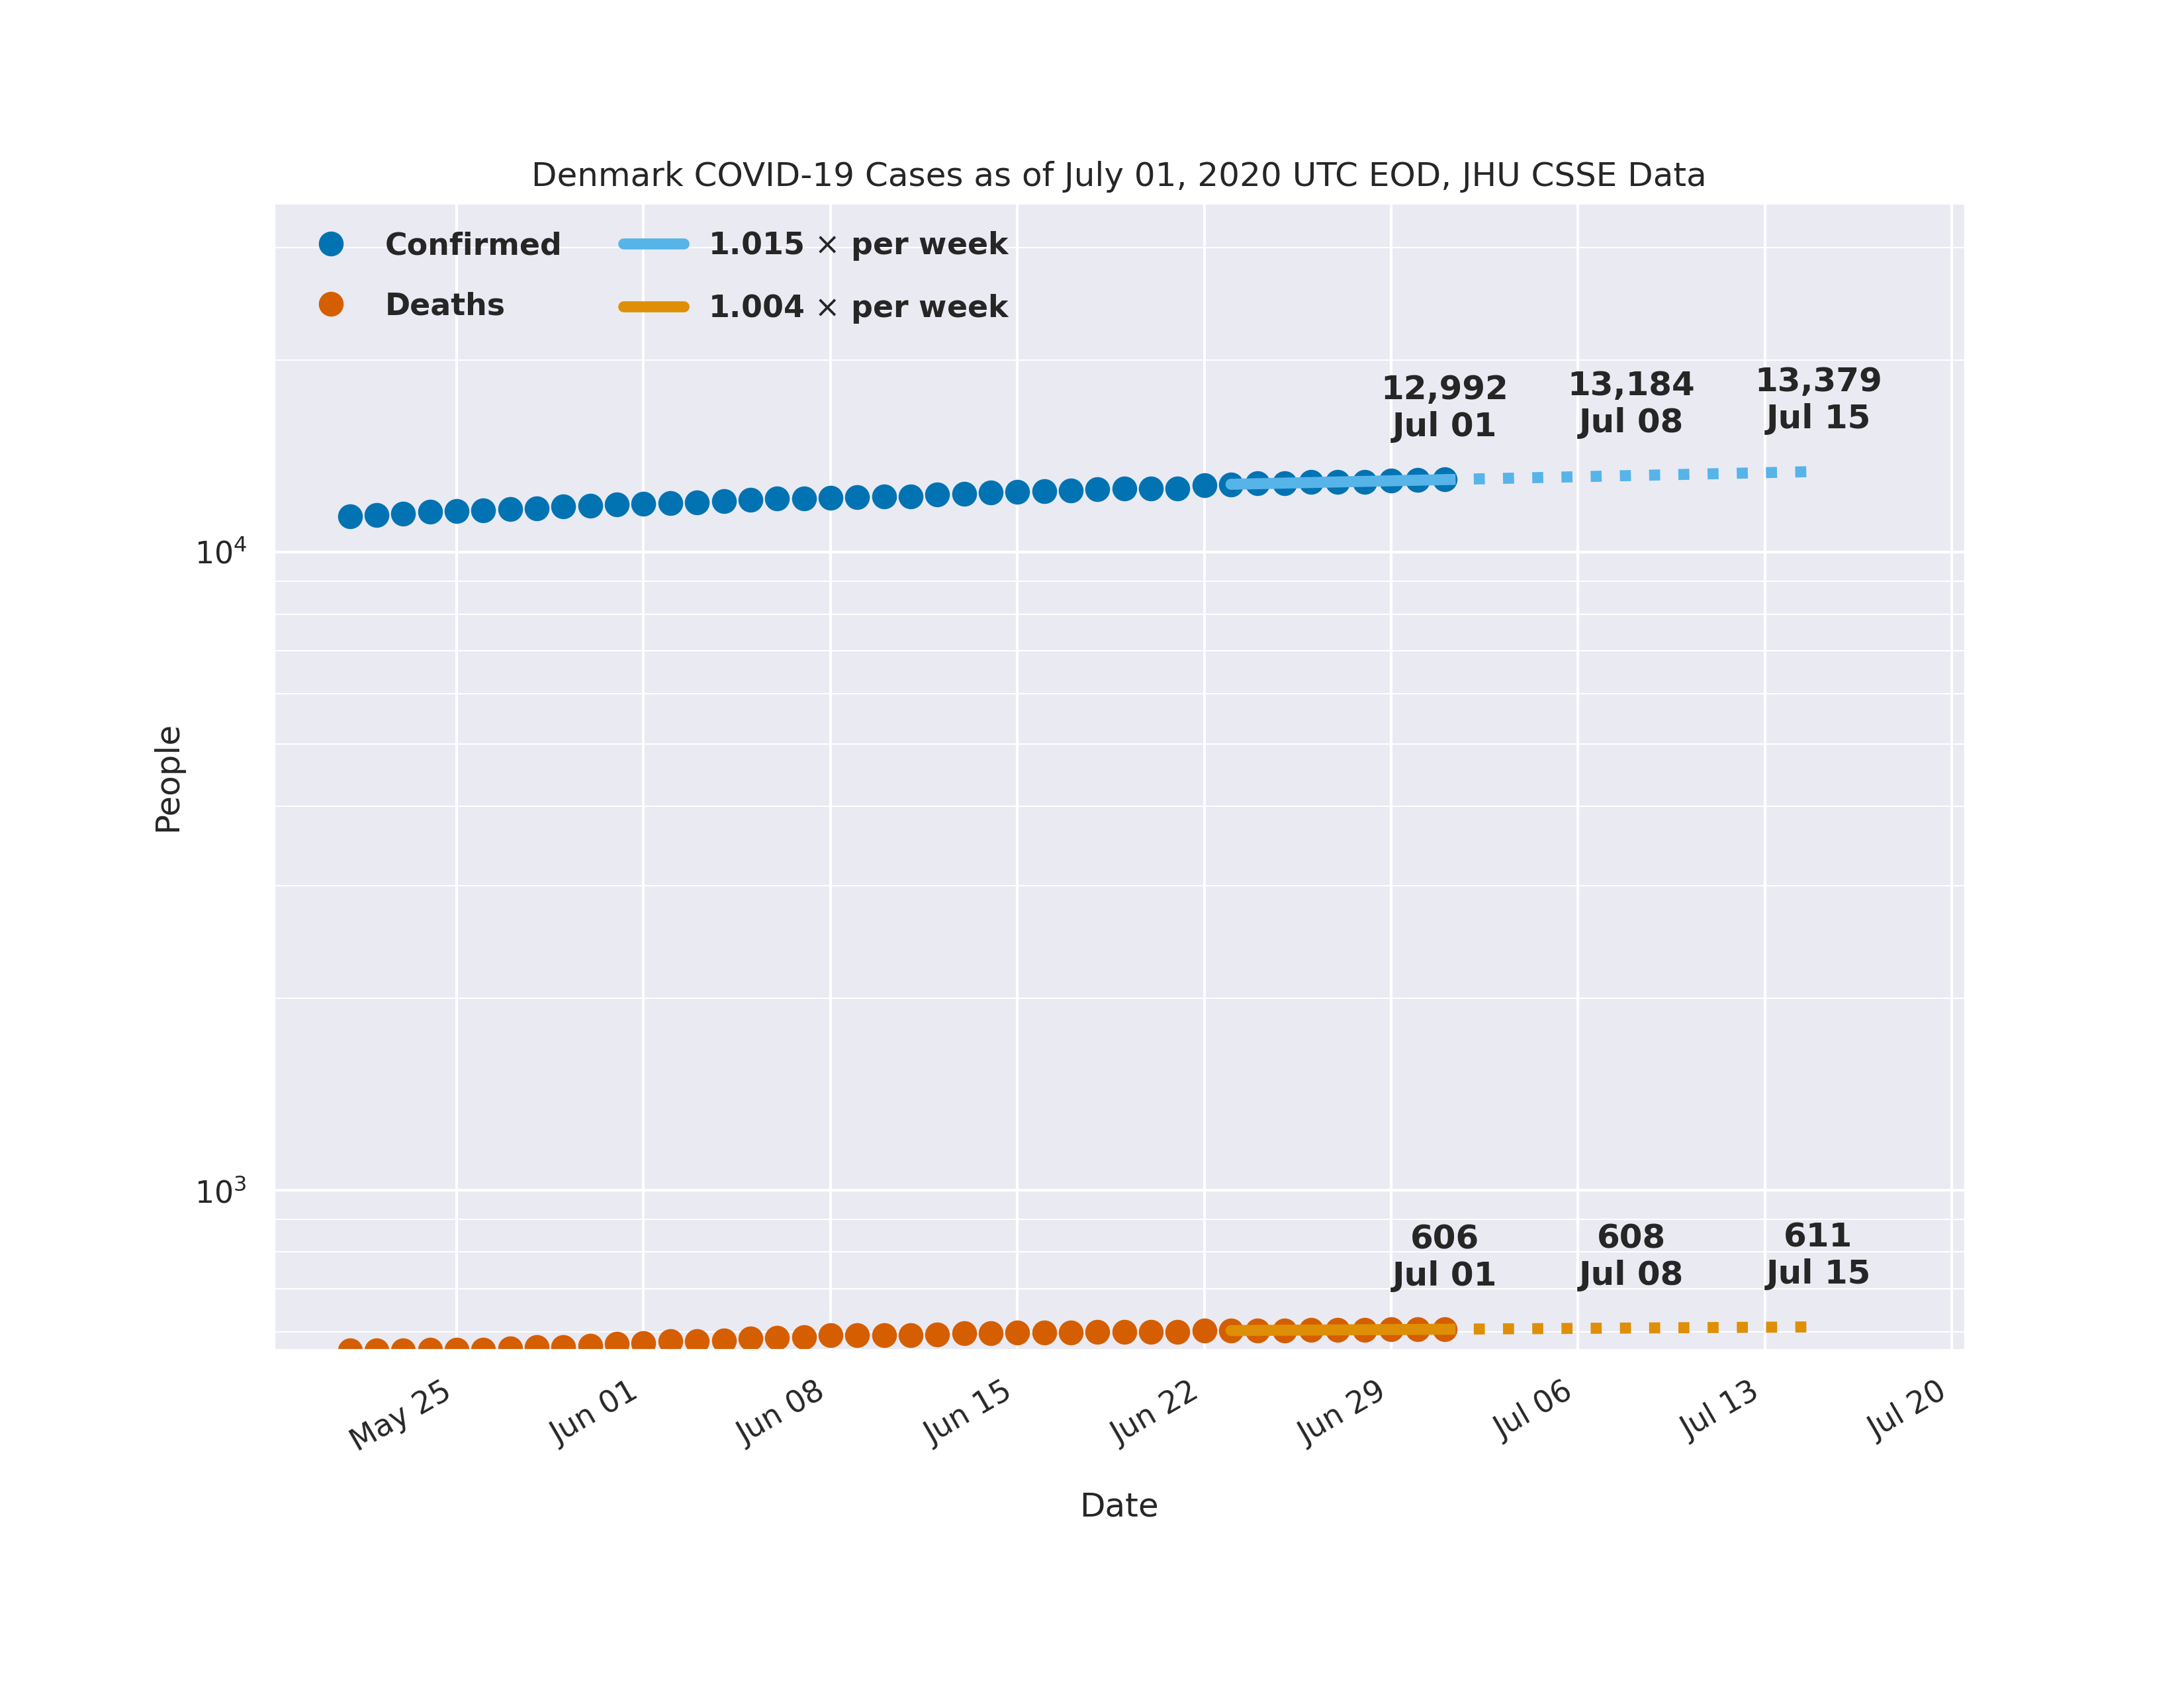 Denmark COVID-19 Cases as of July 01, 2020 UTC EOD, JHU CSSE Data
Confirmed
1.015 × per week
Deaths
1.004 × per week
12,992
Jul 01
13,184
Jul 08
13,379
Jul 15
10⁴
People
10³
606
Jul 01
608
Jul 08
611
Jul 15
May 25
Jun 01
Jun 08
Jun 15
Jun 22
Jun 29
Jul 06
Jul 13
Jul 20
Date